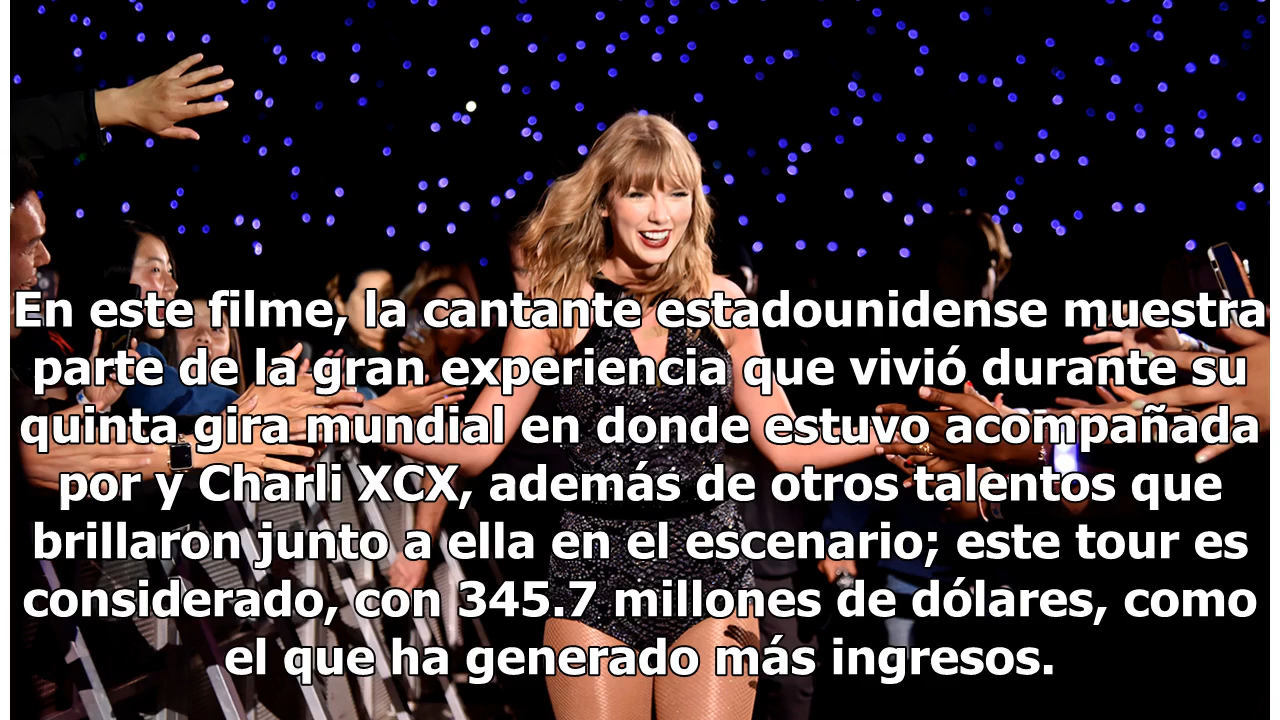 En este filme, la cantante estadounidense muestra
parte de la gran experiencia que vivió durante su
quinta gira mundial en donde estuvo acompañada
por y Charli XCX, además de otros talentos que
brillaron junto a ella en el escenario; este tour es
considerado, con 345.7 millones de dólares, como
el que ha generado más ingresos.